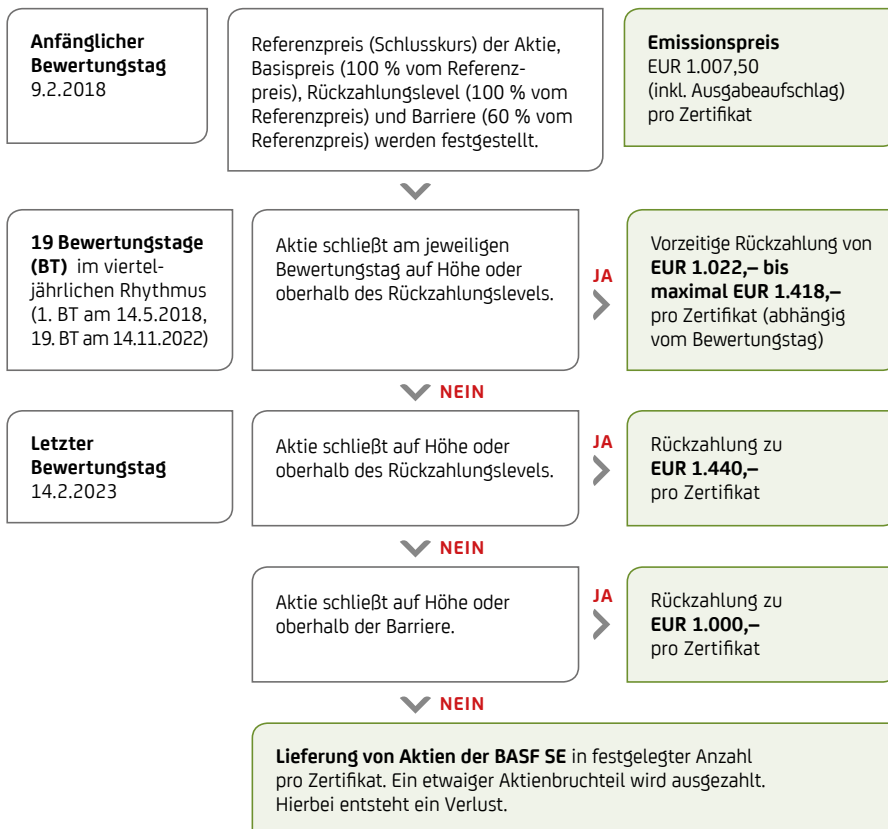 Anfänglicher
Bewertungstag
9.2.2018
Referenzpreis (Schlusskurs) der Aktie,
Basispreis (100 % vom Referenz-
preis), Rückzahlungslevel (100 % vom
Referenzpreis) und Barriere (60 % vom
Referenzpreis) werden festgestellt.
Emissionspreis
EUR 1.007,50
(inkl. Ausgabeaufschlag)
pro Zertifikat
19 Bewertungstage
(BT) im viertel-
jährlichen Rhythmus
(1. BT am 14.5.2018,
19. BT am 14.11.2022)
Aktie schließt am jeweiligen
Bewertungstag auf Höhe oder
oberhalb des Rückzahlungslevels.
JA
Vorzeitige Rückzahlung von
EUR 1.022,– bis
maximal EUR 1.418,–
pro Zertifikat (abhängig
vom Bewertungstag)
NEIN
Letzter
Bewertungstag
14.2.2023
Aktie schließt auf Höhe oder
oberhalb des Rückzahlungslevels.
JA
Rückzahlung zu
EUR 1.440,–
pro Zertifikat
NEIN
Aktie schließt auf Höhe oder
oberhalb der Barriere.
JA
Rückzahlung zu
EUR 1.000,–
pro Zertifikat
NEIN
Lieferung von Aktien der BASF SE in festgelegter Anzahl
pro Zertifikat. Ein etwaiger Aktienbruchteil wird ausgezahlt.
Hierbei entsteht ein Verlust.